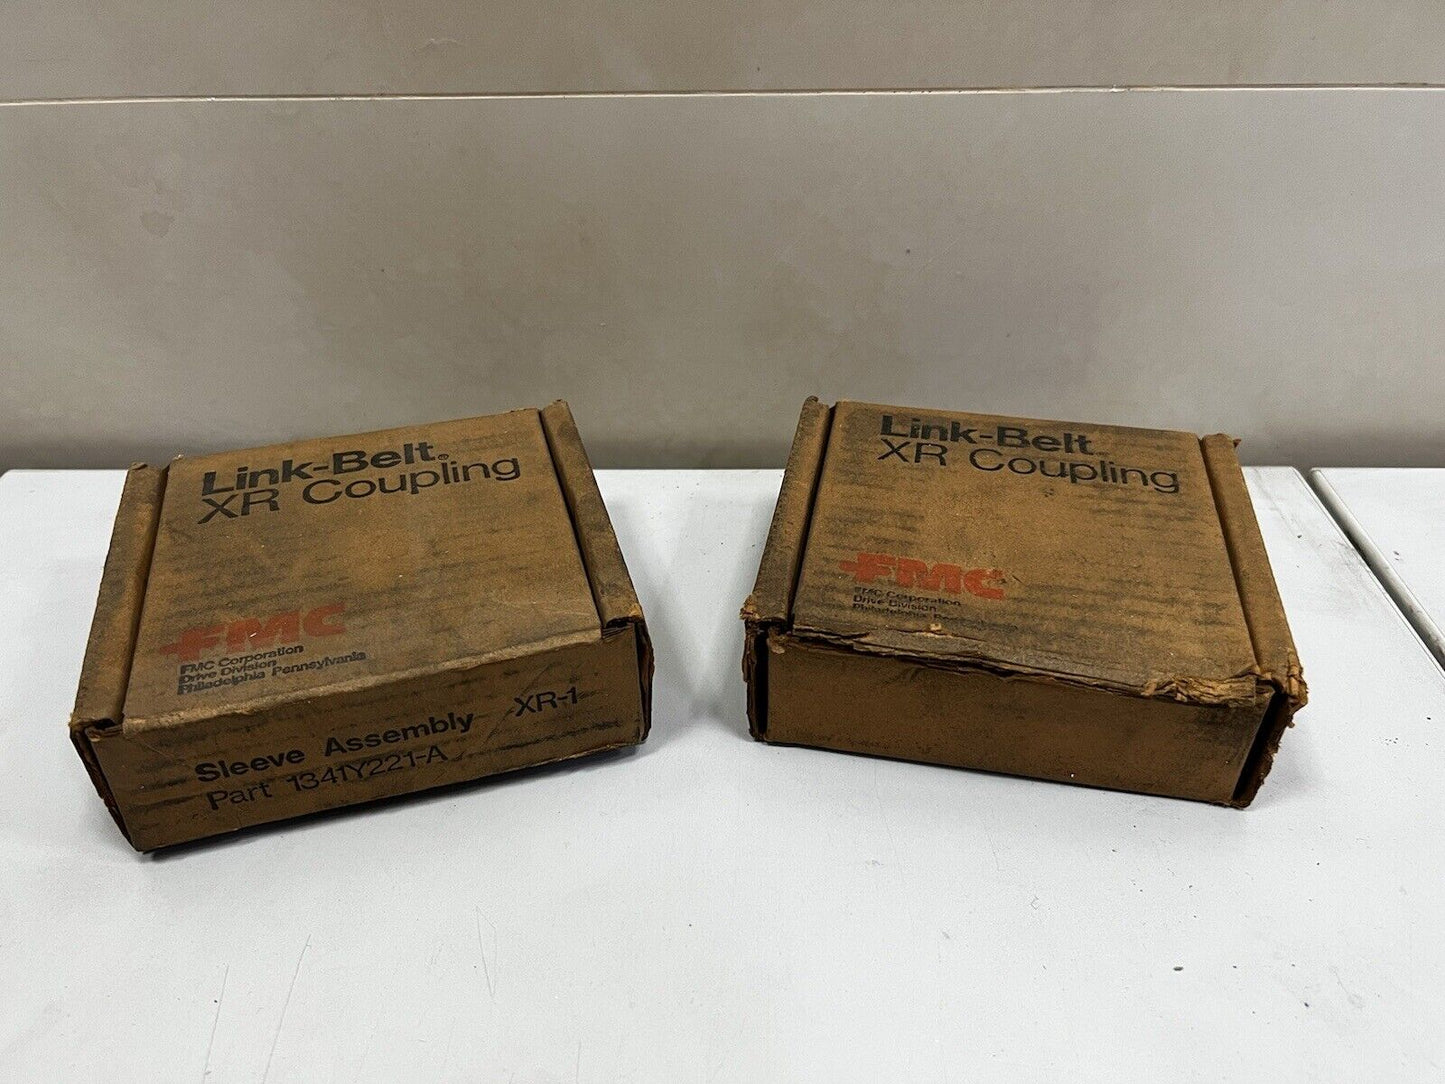 Link-Belt®
XR Coupling
FMC
FMC Corporation
Drive Division
Philadelphia Pennsylvania
Sleeve Assembly XR-1
Part 1341Y221-A
Link-Belt
XR Coupling
FMC
FMC Corporation
Drive Division
Philadelphia